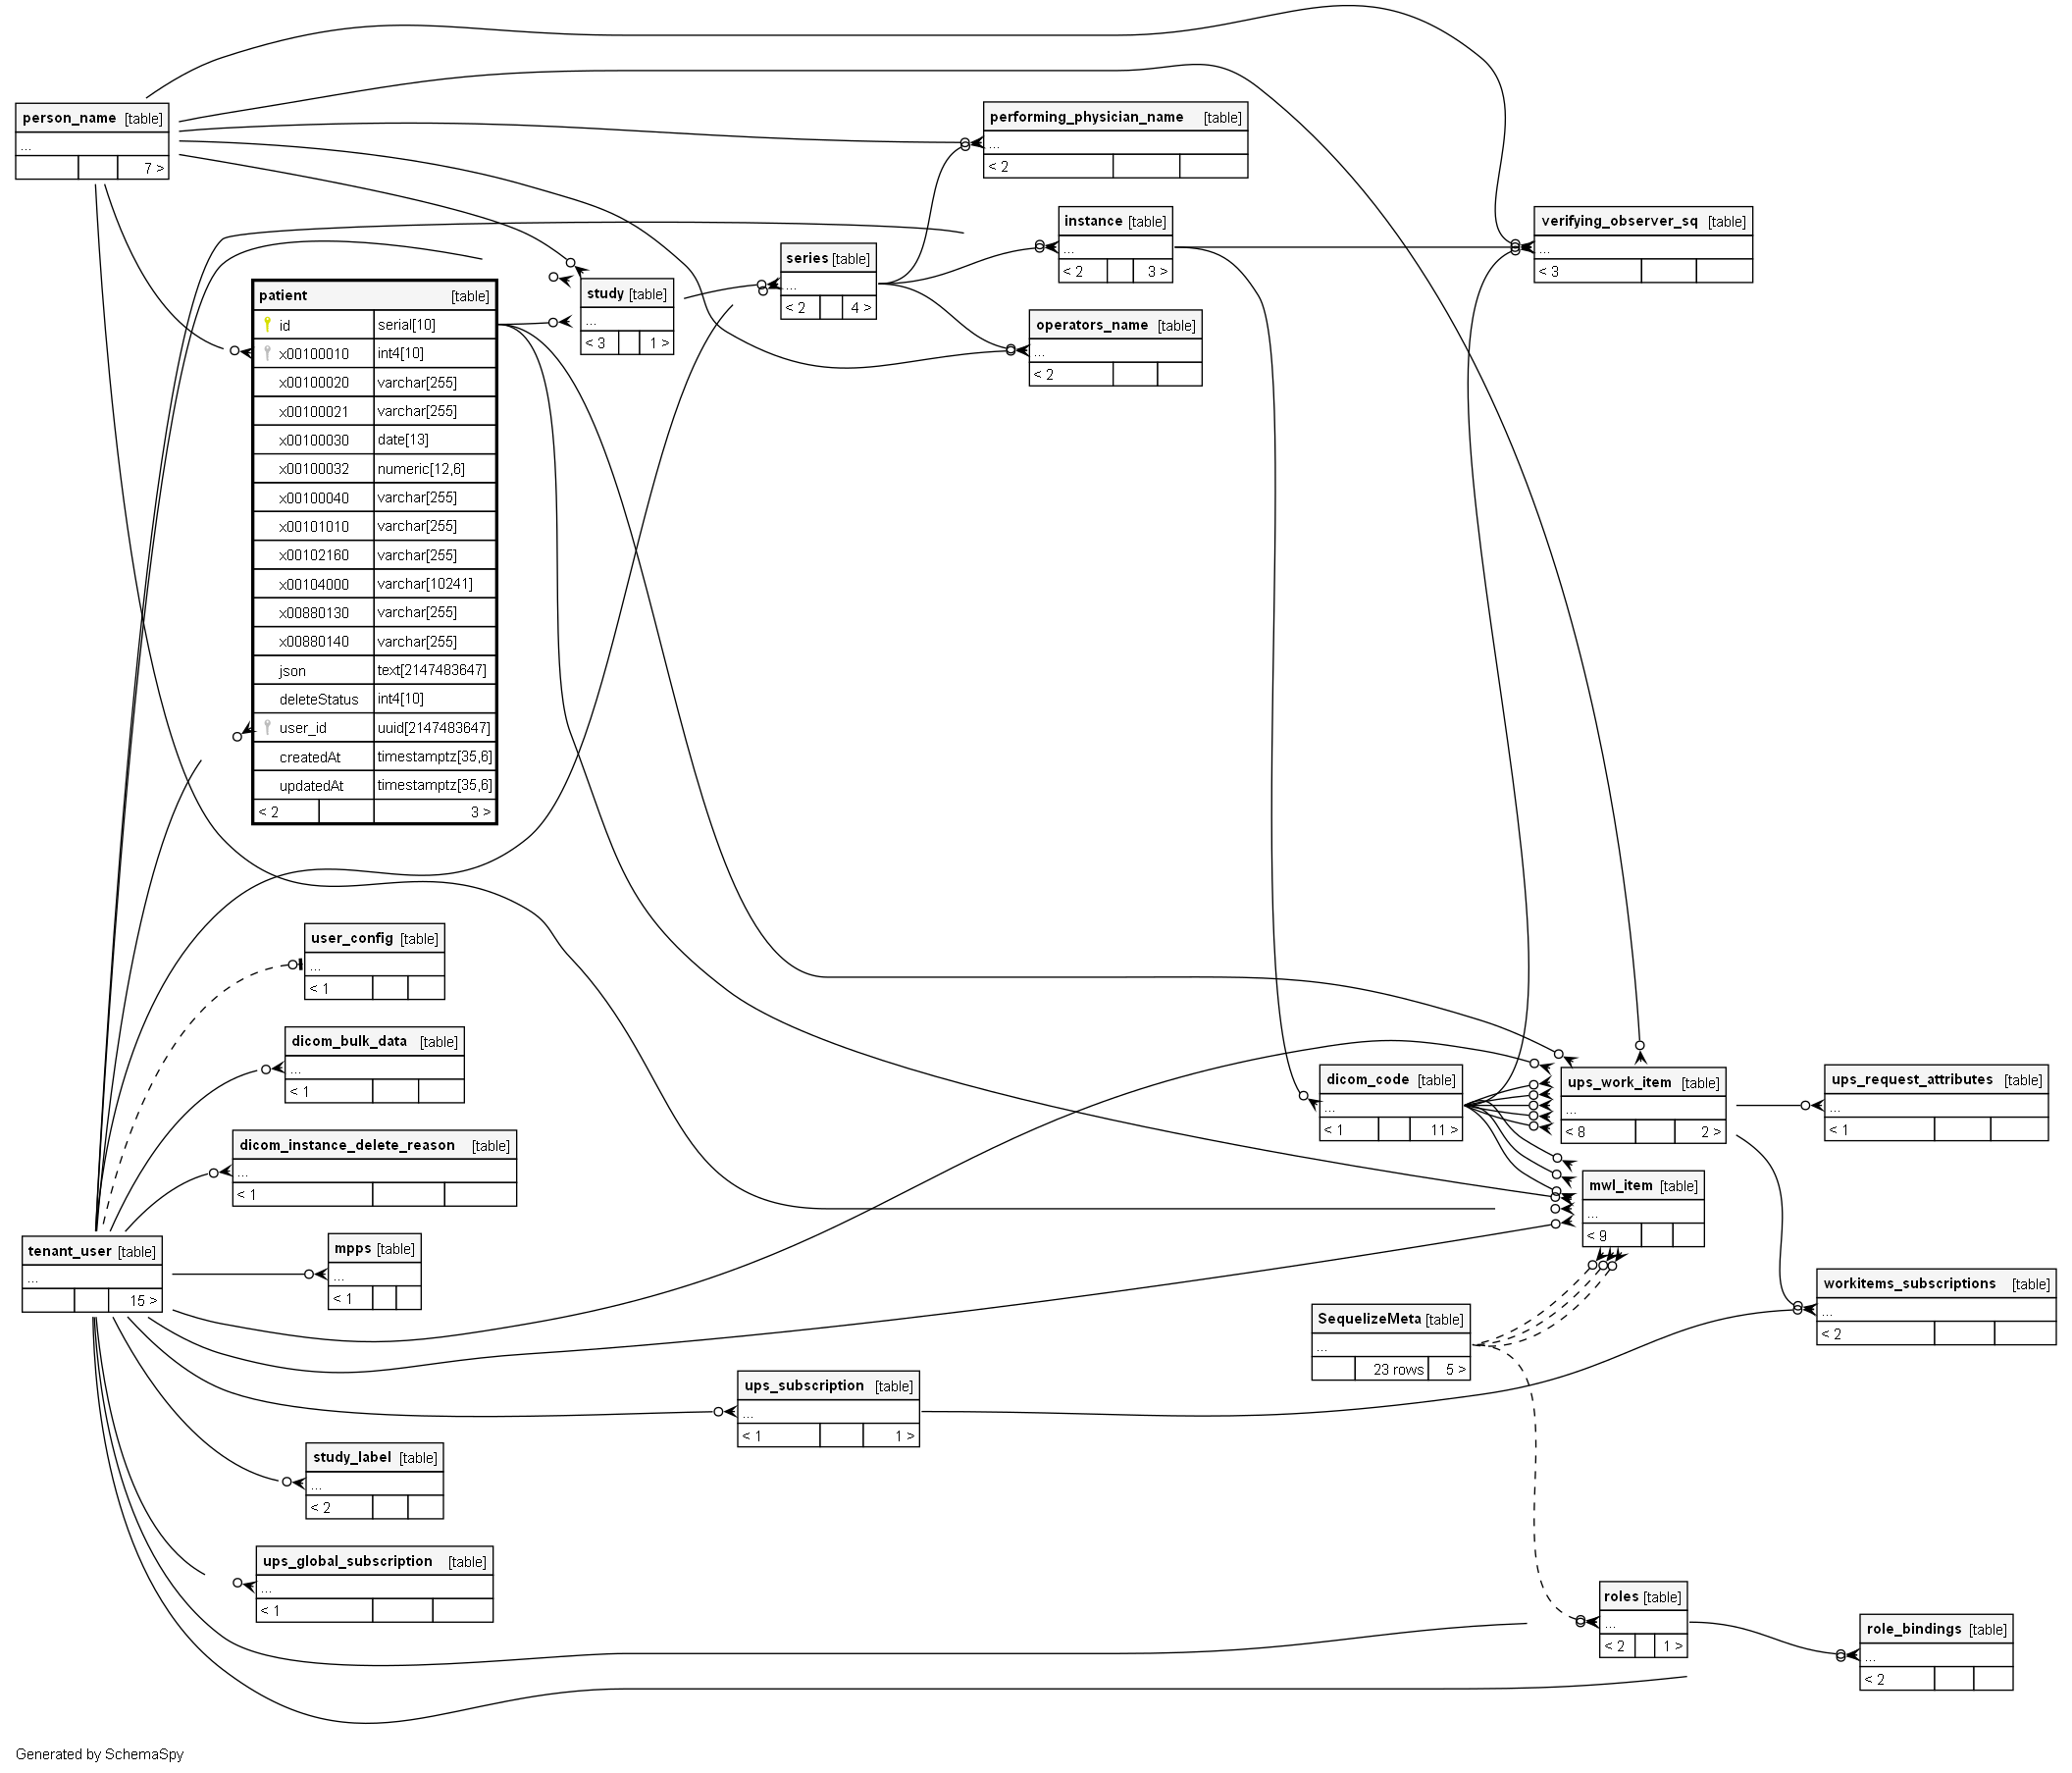 person_name [table]
...
7 >
performing_physician_name [table]
...
< 2
instance [table]
...
< 2 3 >
verifying_observer_sq [table]
...
< 3
series [table]
...
< 2 4 >
study [table]
...
< 3 1 >
operators_name [table]
...
< 2
patient [table]
id serial[10]
x00100010 int4[10]
x00100020 varchar[255]
x00100021 varchar[255]
x00100030 date[13]
x00100032 numeric[12,6]
x00100040 varchar[255]
x00101010 varchar[255]
x00102160 varchar[255]
x00104000 varchar[10241]
x00880130 varchar[255]
x00880140 varchar[255]
json text[2147483647]
deleteStatus int4[10]
user_id uuid[2147483647]
createdAt timestamptz[35,6]
updatedAt timestamptz[35,6]
< 2 3 >
user_config [table]
...
< 1
dicom_bulk_data [table]
...
< 1
dicom_code [table]
...
< 1 11 >
ups_work_item [table]
...
< 8 2 >
ups_request_attributes [table]
...
< 1
dicom_instance_delete_reason [table]
...
< 1
mwl_item [table]
...
< 9
tenant_user [table]
...
15 >
mpps [table]
...
< 1
workitems_subscriptions [table]
...
< 2
SequelizeMeta [table]
...
23 rows 5 >
ups_subscription [table]
...
< 1 1 >
study_label [table]
...
< 2
ups_global_subscription [table]
...
< 1
roles [table]
...
< 2 1 >
role_bindings [table]
...
< 2
Generated by SchemaSpy